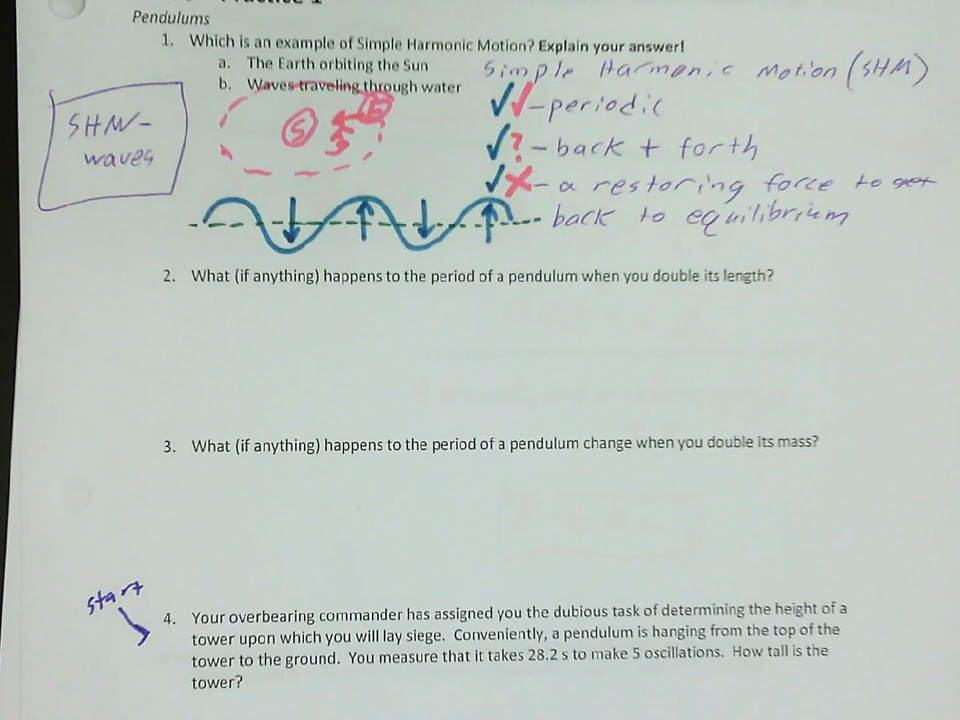 Pendulums
1. Which is an example of Simple Harmonic Motion? Explain your answer!
a. The Earth orbiting the Sun
b. Waves traveling through water
Simple Harmonic Motion (SHM)
- periodic
? - back + forth
- a restoring force to get
back to equilibrium
SHM-
waves
S E
2. What (if anything) happens to the period of a pendulum when you double its length?
3. What (if anything) happens to the period of a pendulum change when you double its mass?
start
4. Your overbearing commander has assigned you the dubious task of determining the height of a
tower upon which you will lay siege. Conveniently, a pendulum is hanging from the top of the
tower to the ground. You measure that it takes 28.2 s to make 5 oscillations. How tall is the
tower?